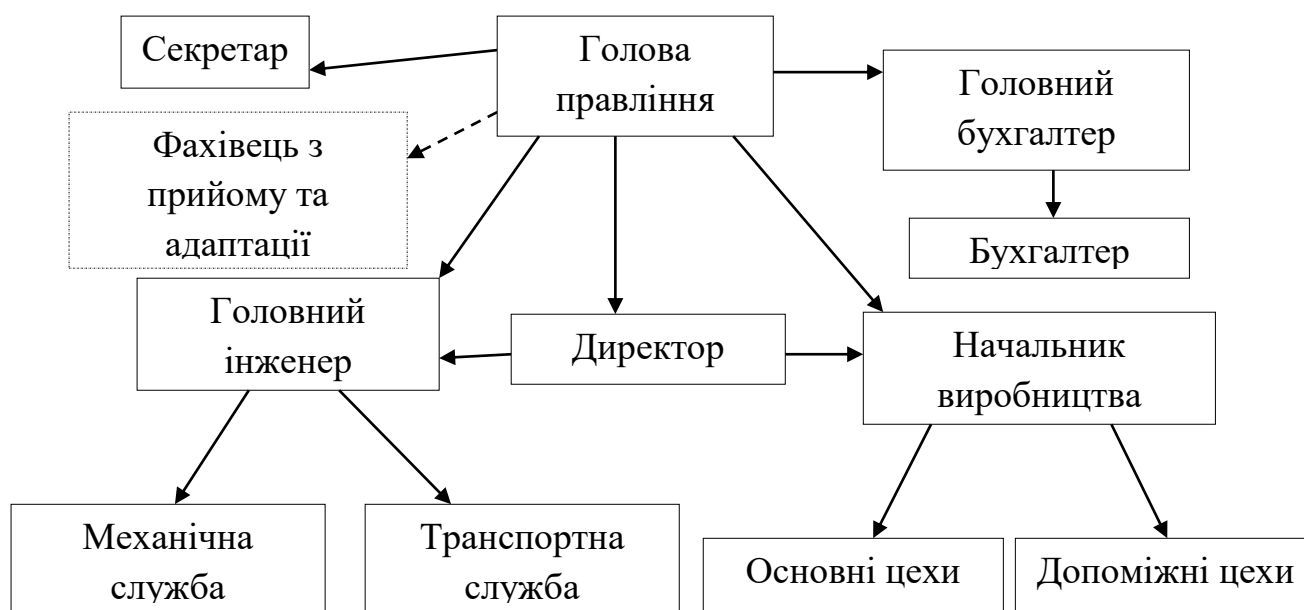 Секретар
Голова
правління
Головний
бухгалтер
Фахівець з
прийому та
адаптації
Бухгалтер
Головний
інженер
Директор
Начальник
виробництва
Механічна
служба
Транспортна
служба
Основні цехи
Допоміжні цехи